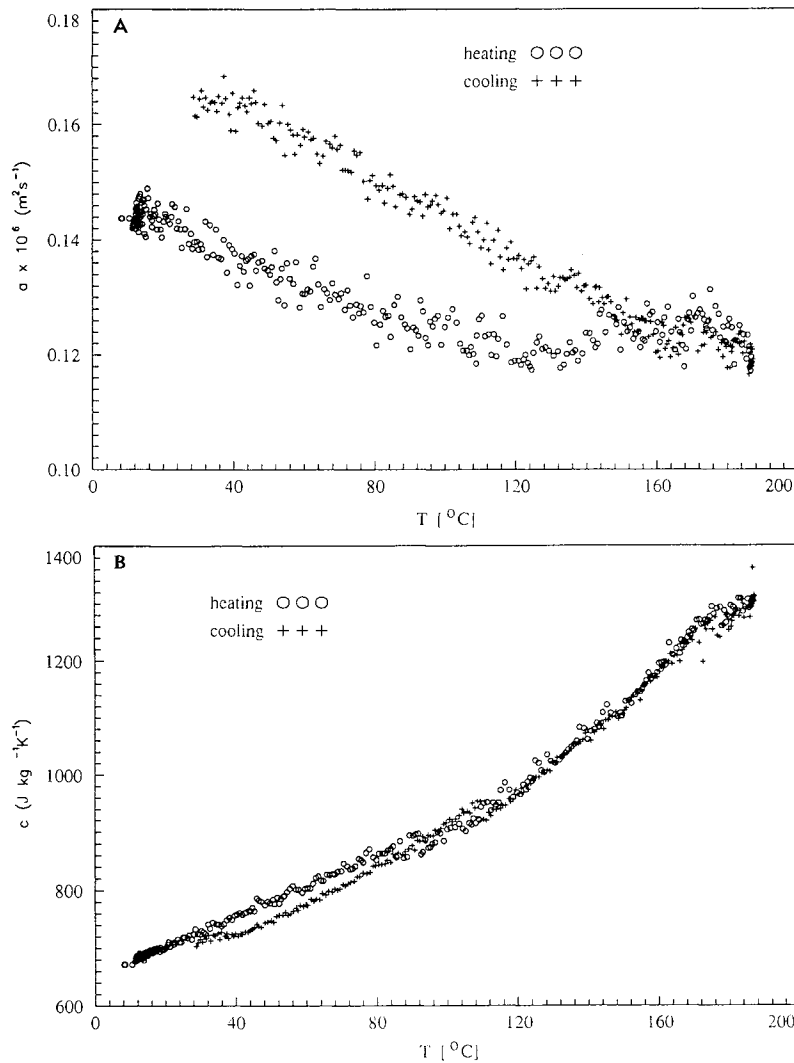 A
0.18
heating
cooling
0.16
0.14
0.12
0.10
a x 10⁶ (m²s⁻¹)
0
40
80
120
160
200
T [°C]
B
1400
heating
cooling
1200
1000
800
600
c (J kg ⁻¹K⁻¹)
0
40
80
120
160
200
T [°C]